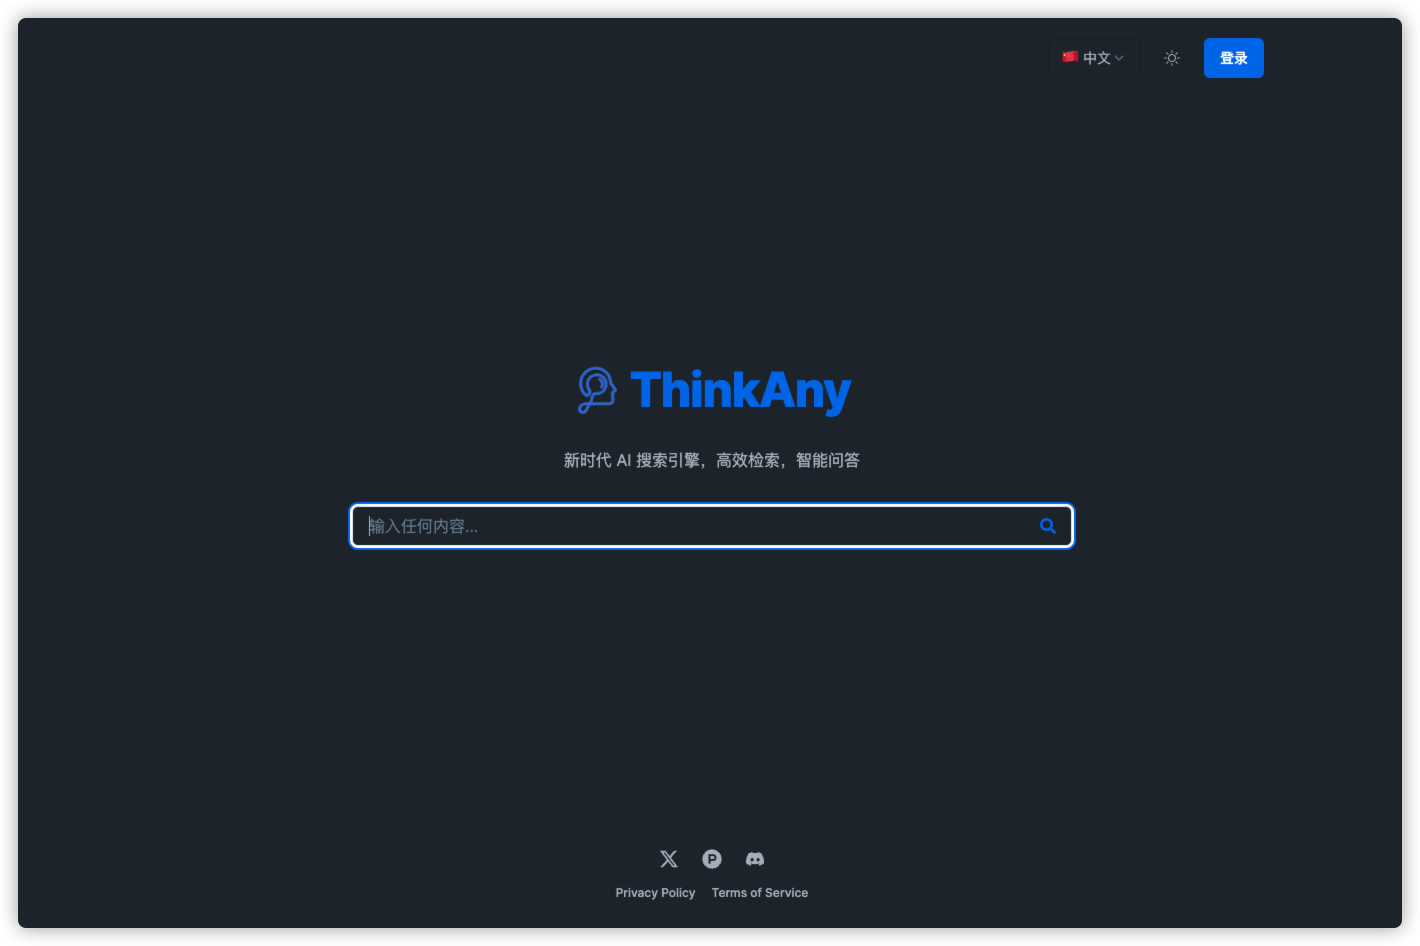 中文
登录
ThinkAny
新时代 AI 搜索引擎，高效检索，智能问答
输入任何内容...
Privacy Policy Terms of Service